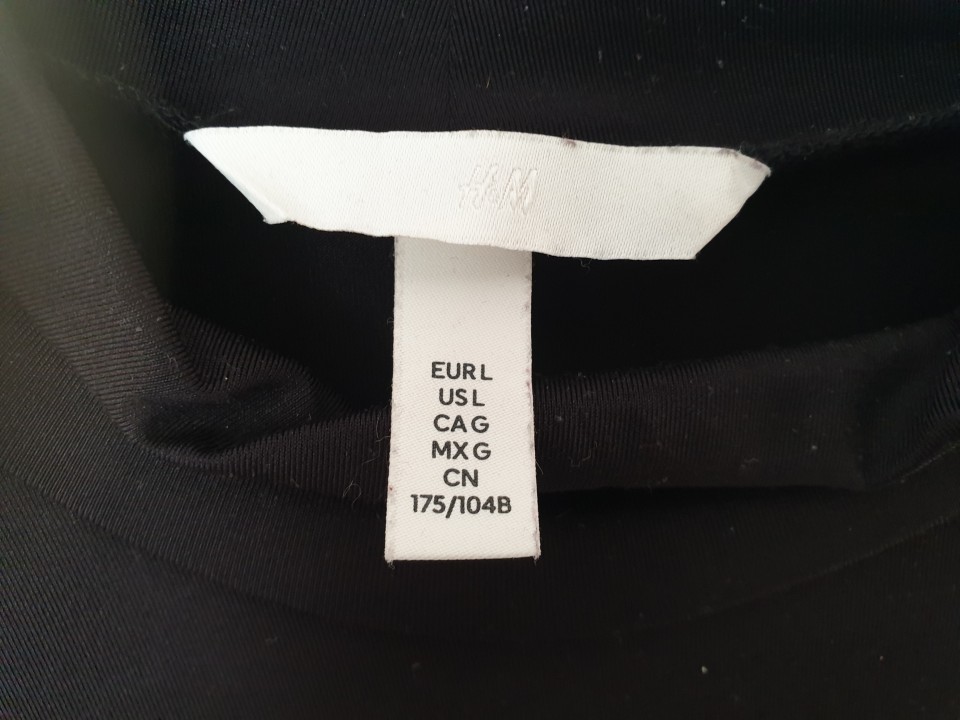 H&M
EUR L
US L
CA G
MX G
CN
175/104B